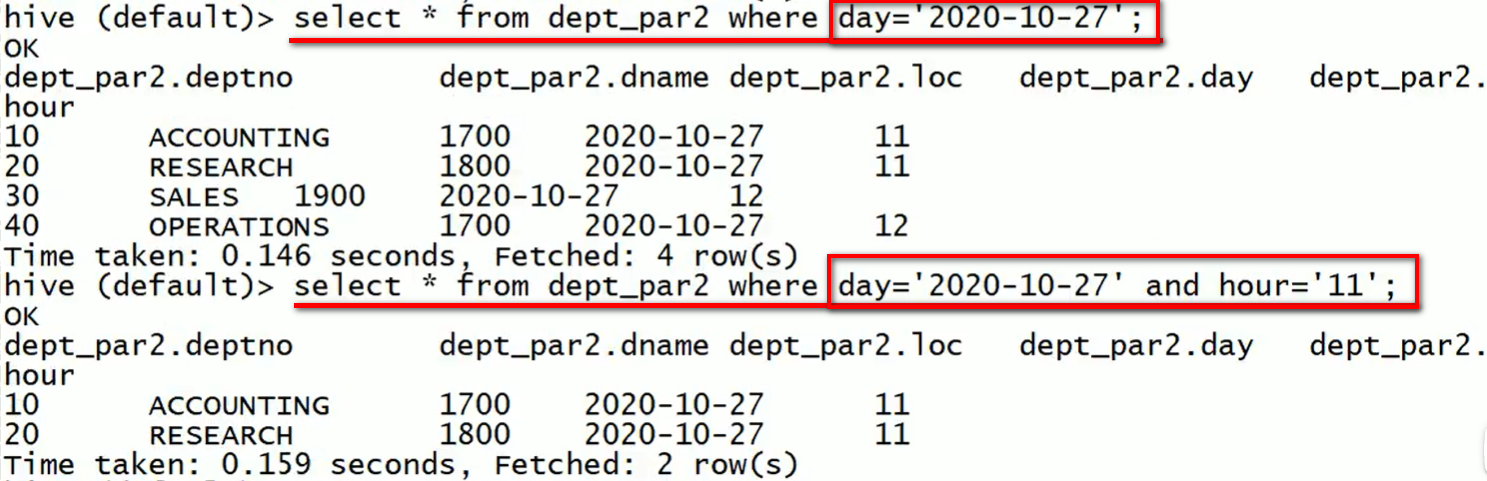 hive (default)> select * from dept_par2 where day='2020-10-27';
OK
dept_par2.deptno dept_par2.dname dept_par2.loc dept_par2.day dept_par2.
hour
10 ACCOUNTING 1700 2020-10-27 11
20 RESEARCH 1800 2020-10-27 11
30 SALES 1900 2020-10-27 12
40 OPERATIONS 1700 2020-10-27 12
Time taken: 0.146 seconds, Fetched: 4 row(s)
hive (default)> select * from dept_par2 where day='2020-10-27' and hour='11';
OK
dept_par2.deptno dept_par2.dname dept_par2.loc dept_par2.day dept_par2.
hour
10 ACCOUNTING 1700 2020-10-27 11
20 RESEARCH 1800 2020-10-27 11
Time taken: 0.159 seconds, Fetched: 2 row(s)